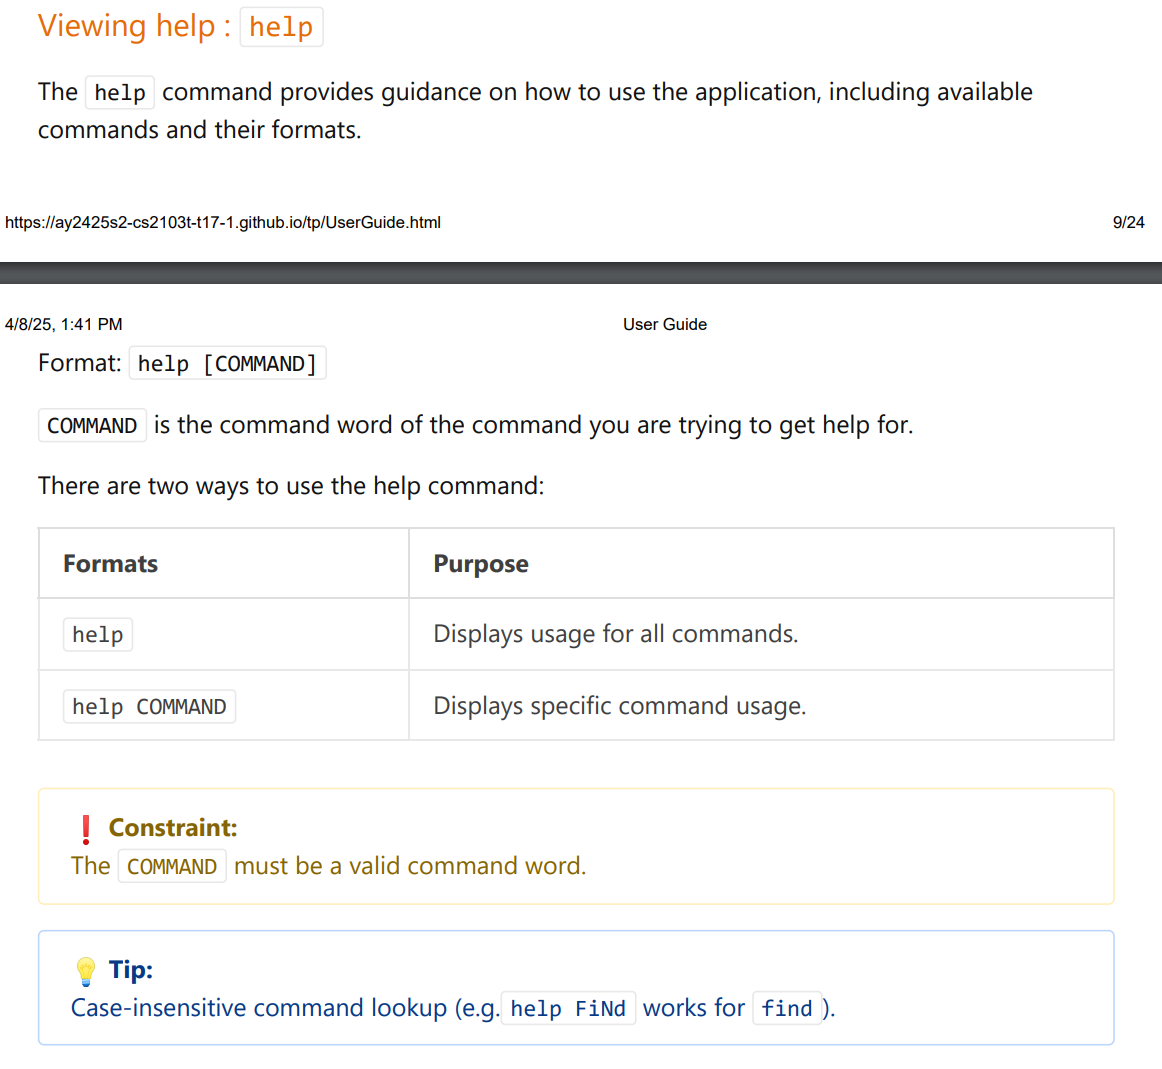 Viewing help : help
The help command provides guidance on how to use the application, including available
commands and their formats.
https://ay2425s2-cs2103t-t17-1.github.io/tp/UserGuide.html 9/24
4/8/25, 1:41 PM User Guide
Format: help [COMMAND]
COMMAND is the command word of the command you are trying to get help for.
There are two ways to use the help command:
Formats Purpose
help Displays usage for all commands.
help COMMAND Displays specific command usage.
❗ Constraint:
The COMMAND must be a valid command word.
💡 Tip:
Case-insensitive command lookup (e.g. help FiNd works for find ).